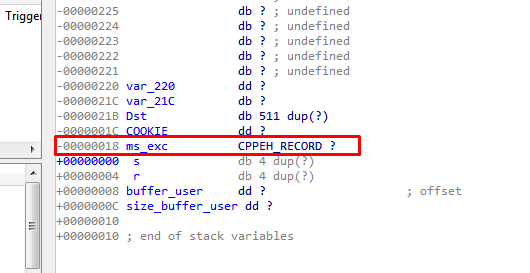 Trigger
-00000225 db ? ; undefined
-00000224 db ? ; undefined
-00000223 db ? ; undefined
-00000222 db ? ; undefined
-00000221 db ? ; undefined
-00000220 var_220 dd ?
-0000021C var_21C db ?
-0000021B Dst db 511 dup(?)
-0000001C COOKIE dd ?
-00000018 ms_exc CPPEH_RECORD ?
+00000000 s db 4 dup(?)
+00000004 r db 4 dup(?)
+00000008 buffer_user dd ? ; offset
+0000000C size_buffer_user dd ?
+00000010
+00000010 ; end of stack variables